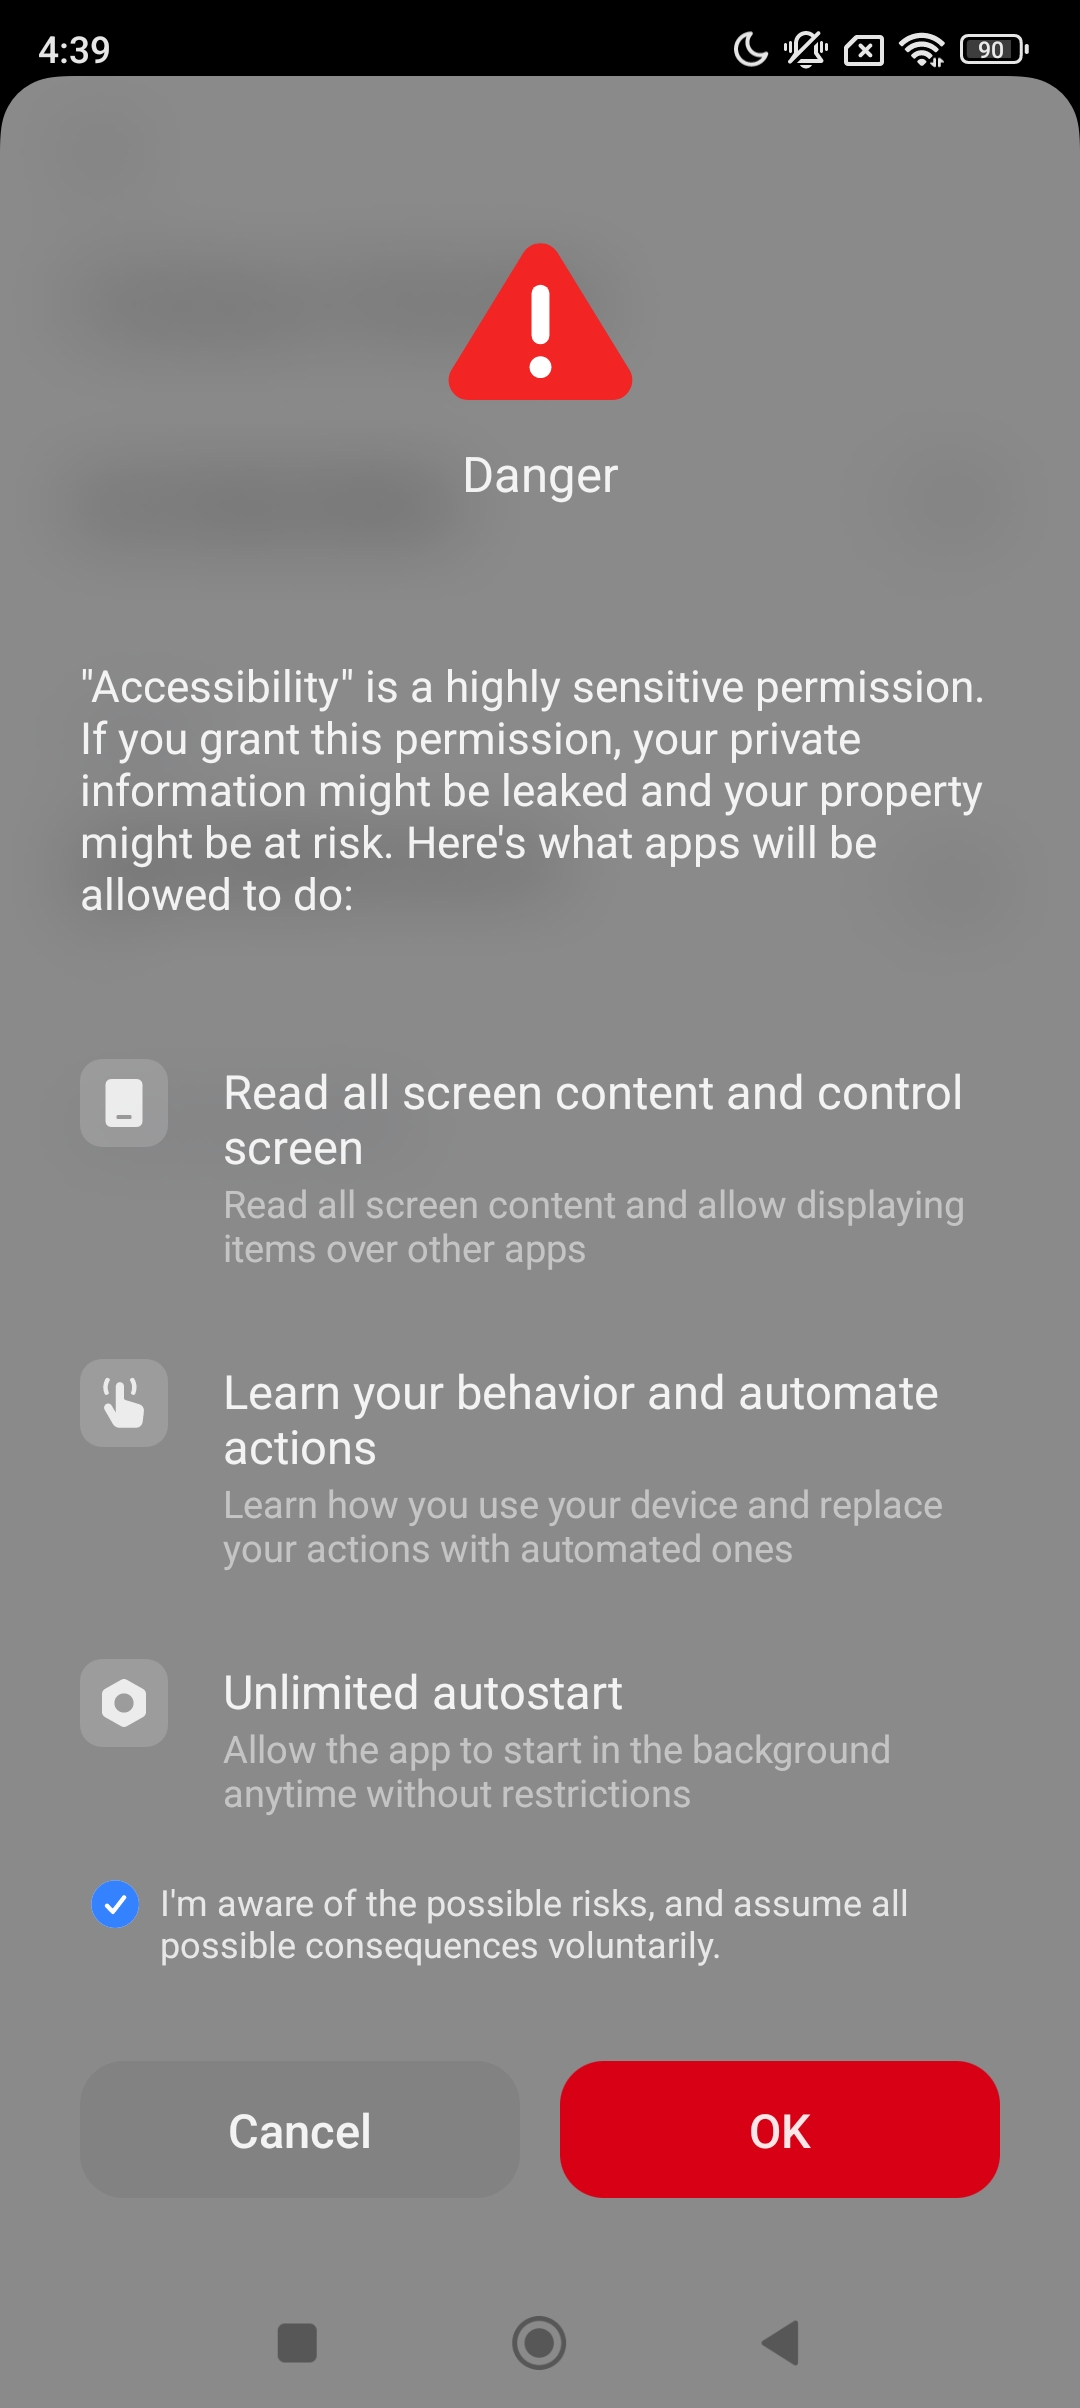 4:39
90
Danger
"Accessibility" is a highly sensitive permission.
If you grant this permission, your private
information might be leaked and your property
might be at risk. Here's what apps will be
allowed to do:
Read all screen content and control
screen
Read all screen content and allow displaying
items over other apps
Learn your behavior and automate
actions
Learn how you use your device and replace
your actions with automated ones
Unlimited autostart
Allow the app to start in the background
anytime without restrictions
I'm aware of the possible risks, and assume all
possible consequences voluntarily.
Cancel
OK